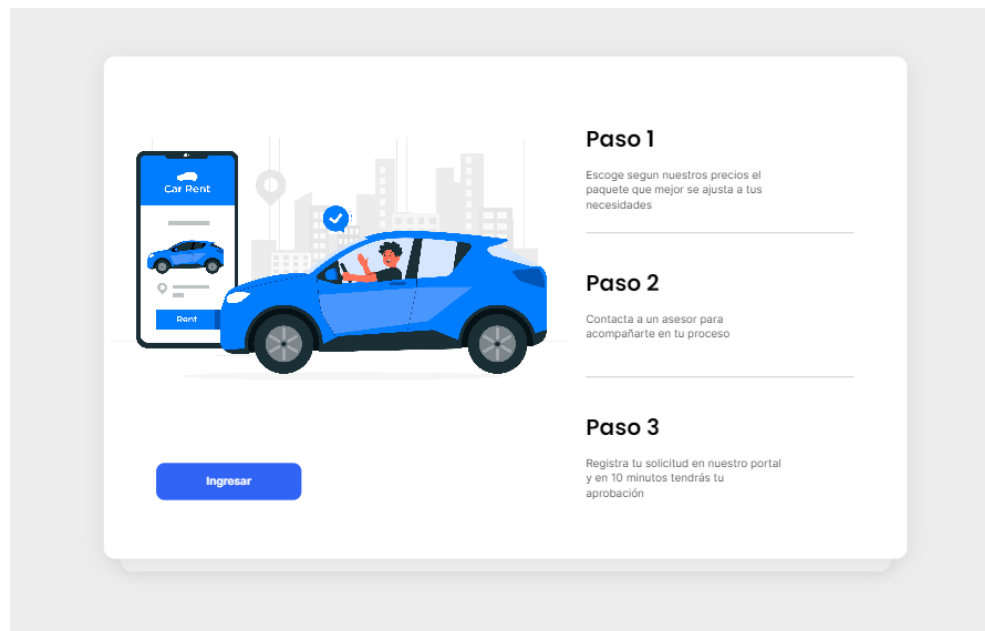 Car Rent
Rent
Ingresar
Paso 1
Escoge segun nuestros precios el
paquete que mejor se ajusta a tus
necesidades
Paso 2
Contacta a un asesor para
acompañarte en tu proceso
Paso 3
Registra tu solicitud en nuestro portal
y en 10 minutos tendrás tu
aprobación